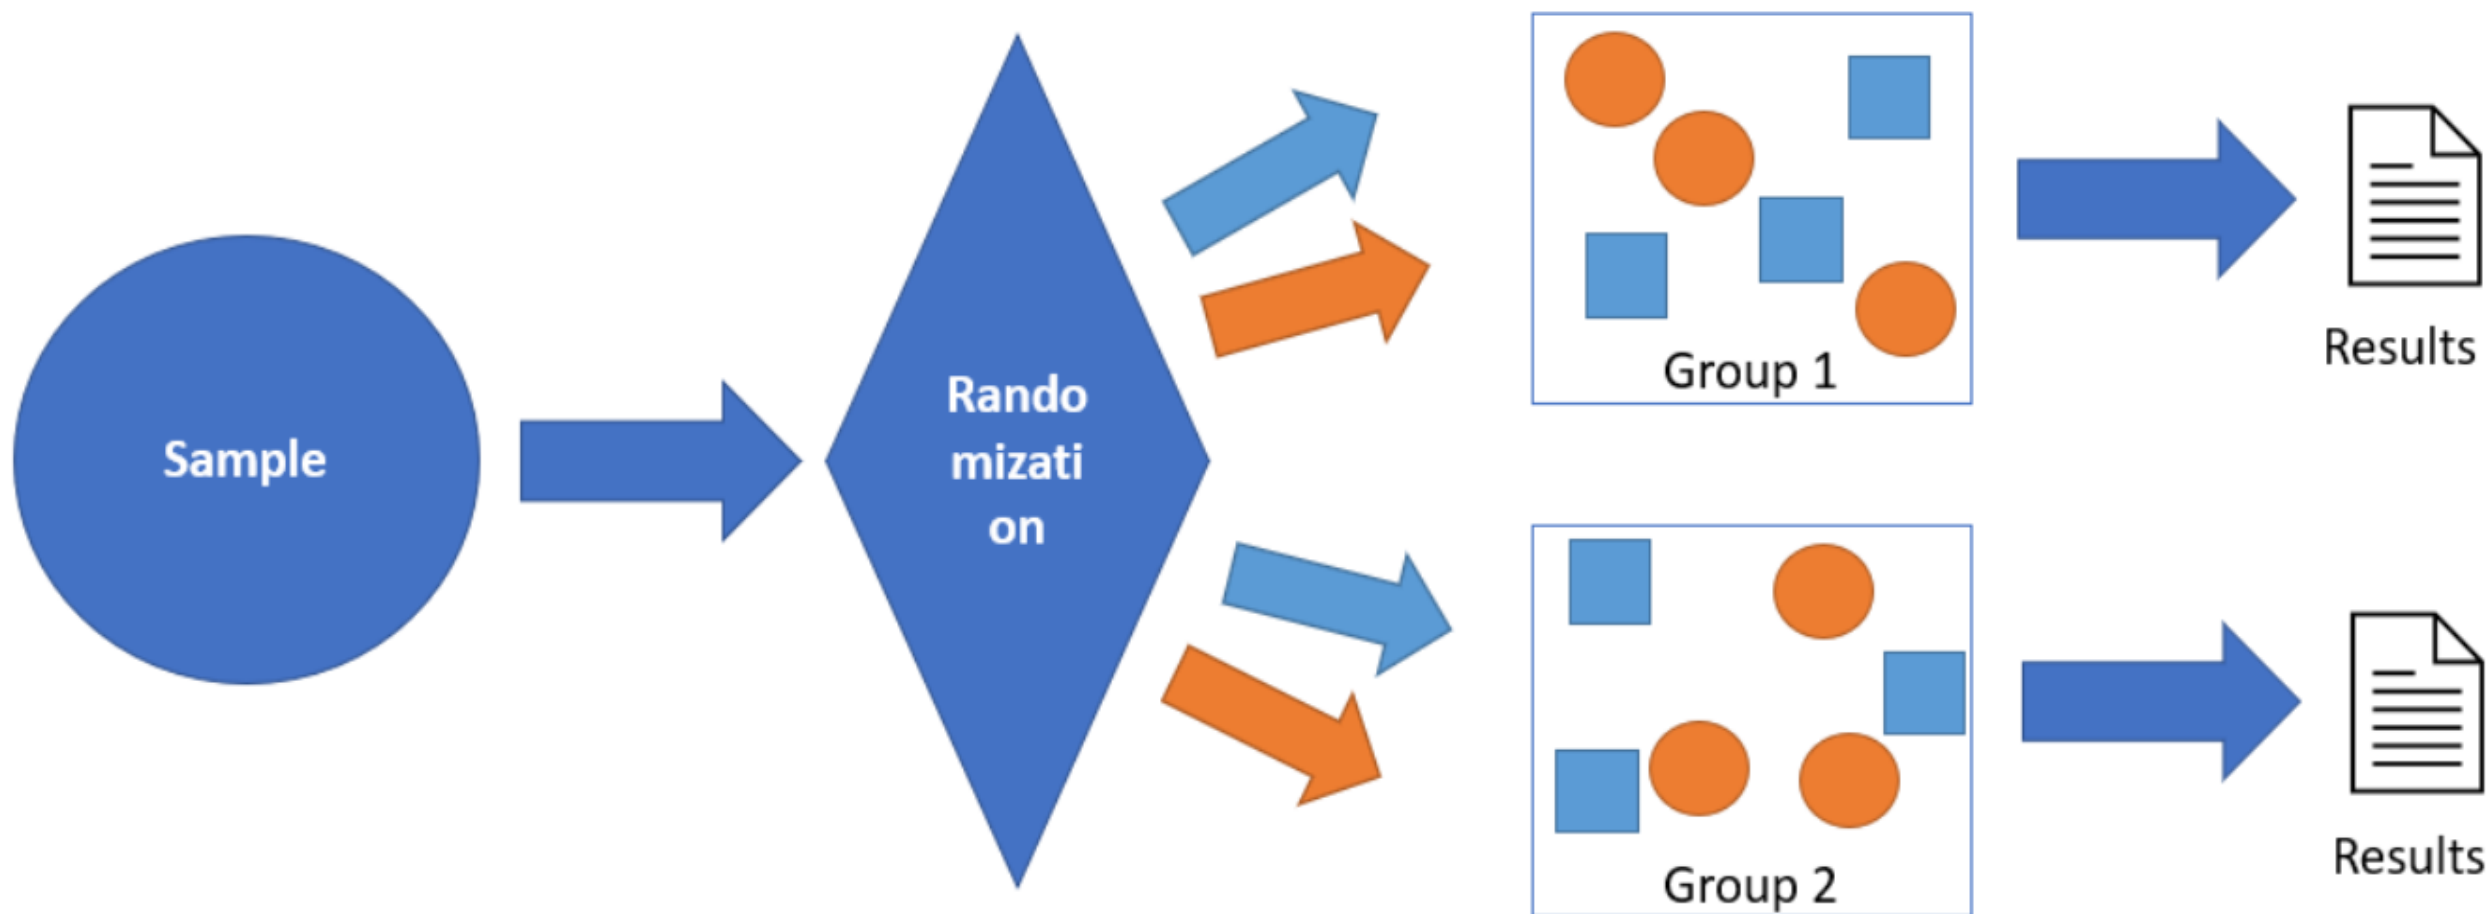 Sample
Rando
mizati
on
Group 1
Results
Group 2
Results